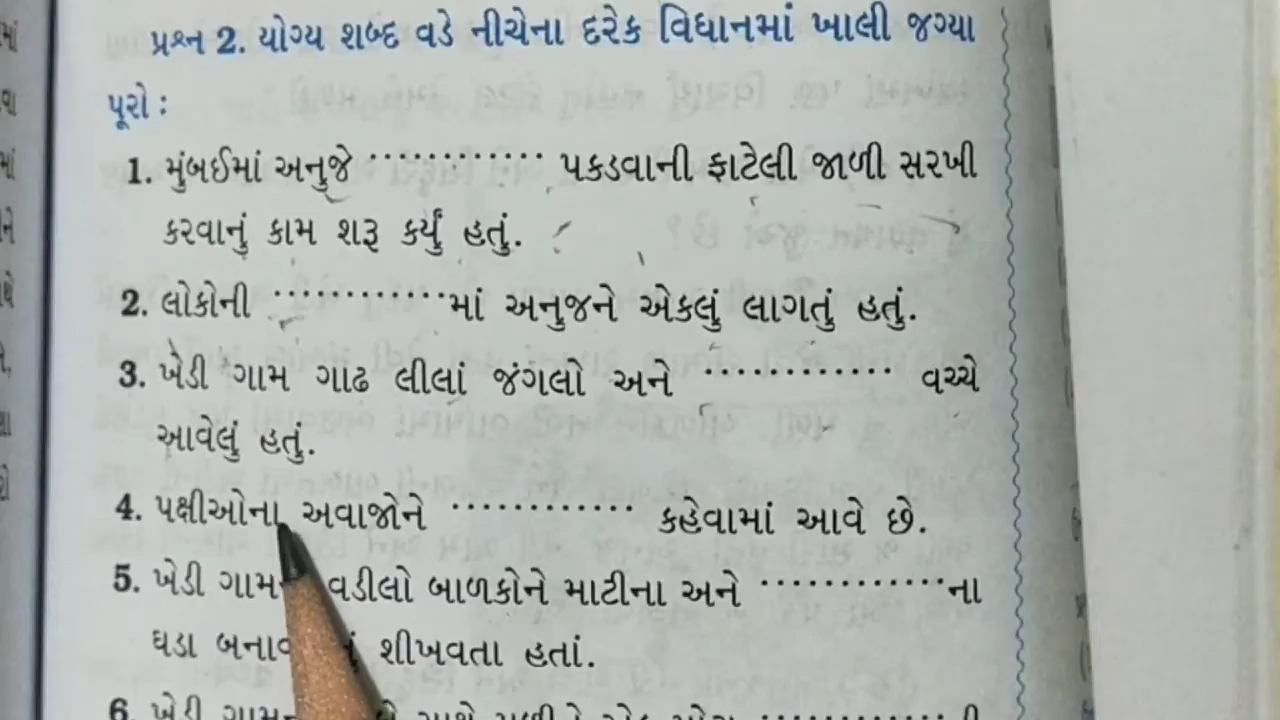 પ્રશ્ન 2. યોગ્ય શબ્દ વડે નીચેના દરેક વિધાનમાં ખાલી જગ્યા
પૂરો :
1. મુંબઈમાં અનુજે ............ પકડવાની ફાટેલી જાળી સરખી
કરવાનું કામ શરૂ કર્યું હતું.
2. લોકોની ............માં અનુજને એકલું લાગતું હતું.
3. ખેડી ગામ ગાઢ લીલાં જંગલો અને ............ વચ્ચે
આવેલું હતું.
4. પક્ષીઓના અવાજોને ............ કહેવામાં આવે છે.
5. ખેડી વડીલો બાળકોને માટીના અને ............ના
ઘડા શીખવતા હતાં.
6. ખેડી